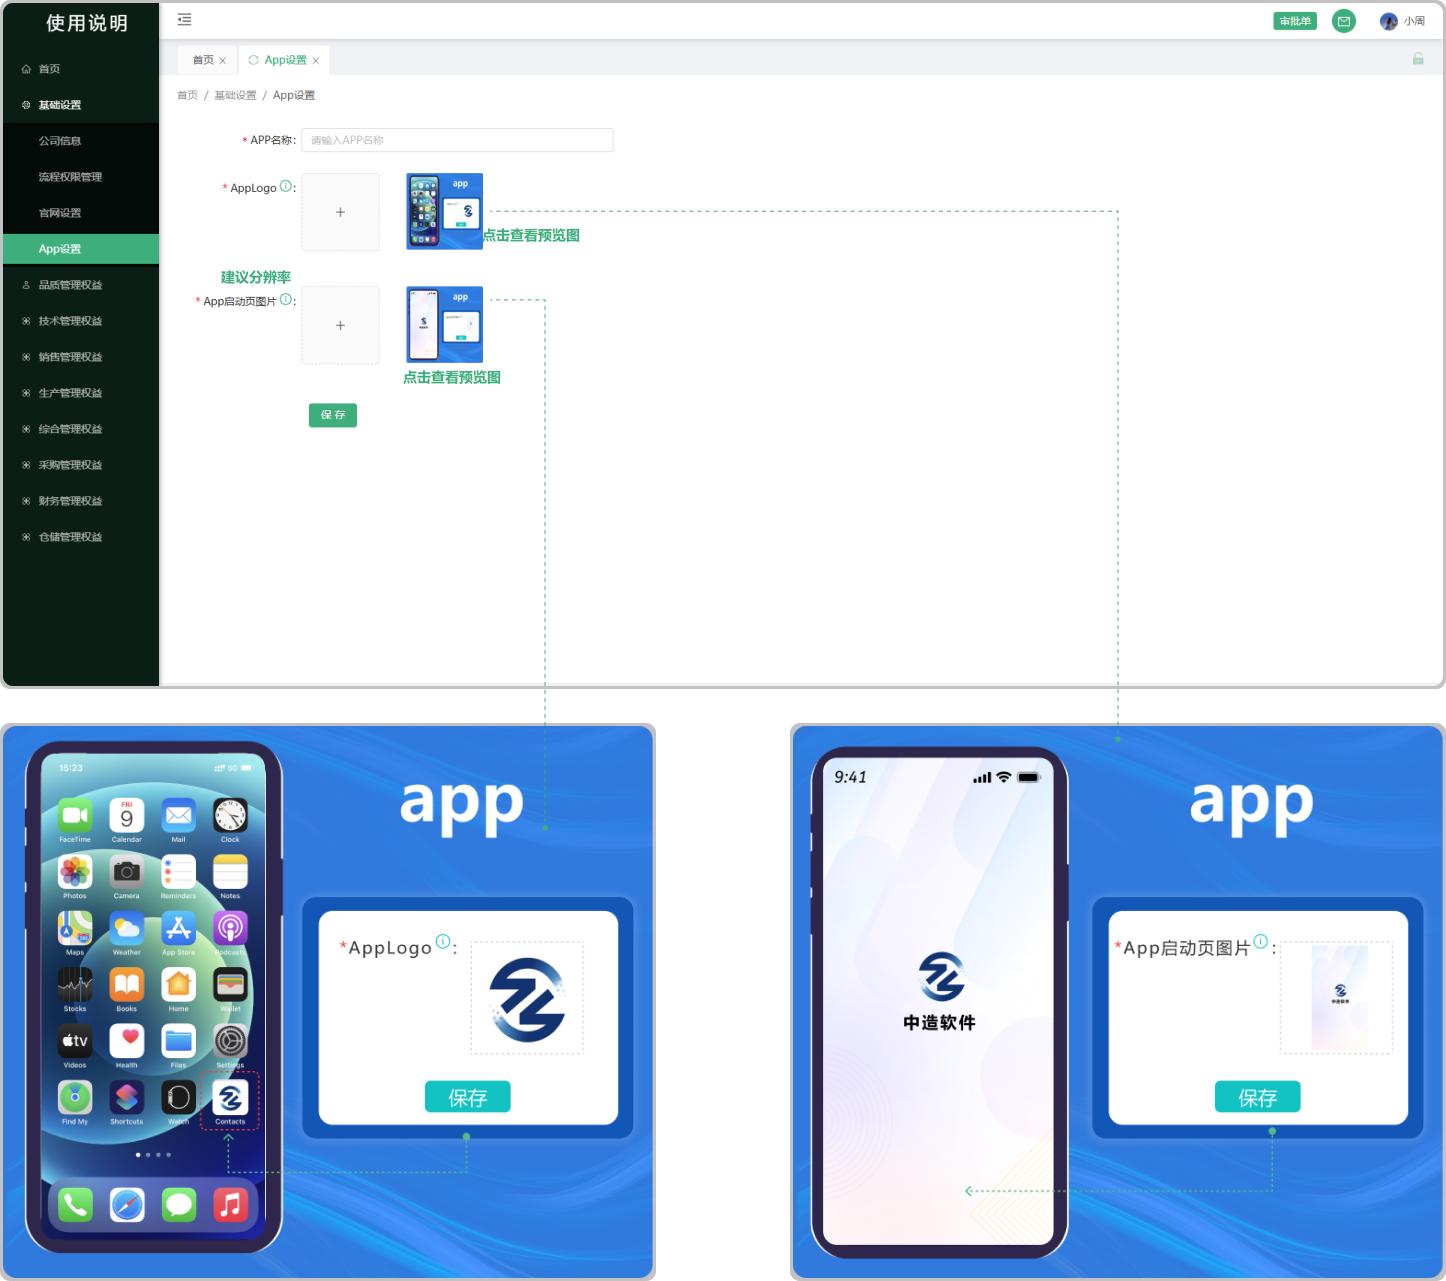 使用说明
审批单
小周
首页
首页
App设置
首页 / 基础设置 / App设置
基础设置
公司信息
流程权限管理
官网设置
App设置
品质管理权益
技术管理权益
销售管理权益
生产管理权益
综合管理权益
采购管理权益
财务管理权益
仓储管理权益
* APP名称:
请输入APP名称
* AppLogo :
app
点击查看预览图
建议分辨率
* App启动页图片 :
app
点击查看预览图
保 存
15:23
5G
FaceTime
FRI
9
Calendar
Mail
Clock
Photos
Camera
Reminders
Notes
Maps
Weather
App Store
Podcasts
Stocks
Books
Home
Wallet
tv
Videos
Health
Files
Settings
Find My
Shortcuts
Watch
Contacts
app
*AppLogo :
保存
9:41
中造软件
app
*App启动页图片 :
中造软件
保存